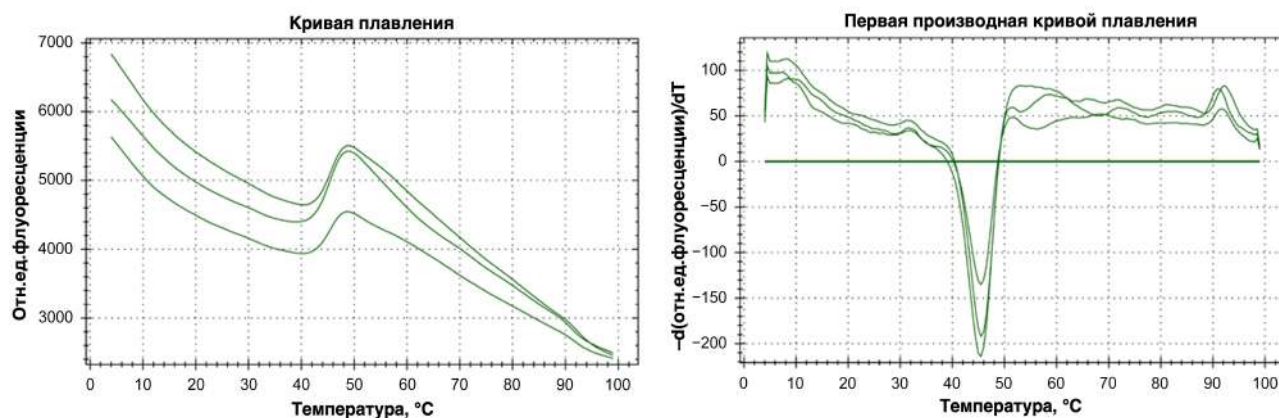 Кривая плавления
7000
6000
5000
4000
3000
0 10 20 30 40 50 60 70 80 90 100
Температура, °C
Отн.ед.флуоресценции
Первая производная кривой плавления
100
50
0
−50
−100
−150
−200
0 10 20 30 40 50 60 70 80 90 100
Температура, °C
−d(отн.ед.флуоресценции)/dT